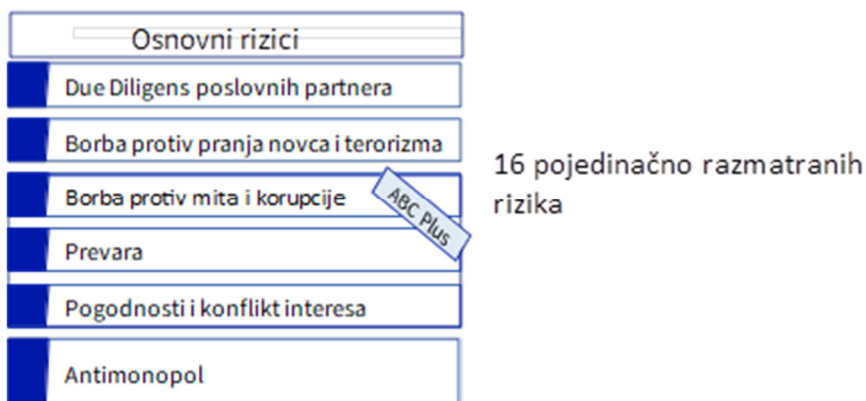 Osnovni rizici
Due Diligens poslovnih partnera
Borba protiv pranja novca i terorizma
Borba protiv mita i korupcije
ABC Plus
Prevara
Pogodnosti i konflikt interesa
Antimonopol
16 pojedinačno razmatranih
rizika